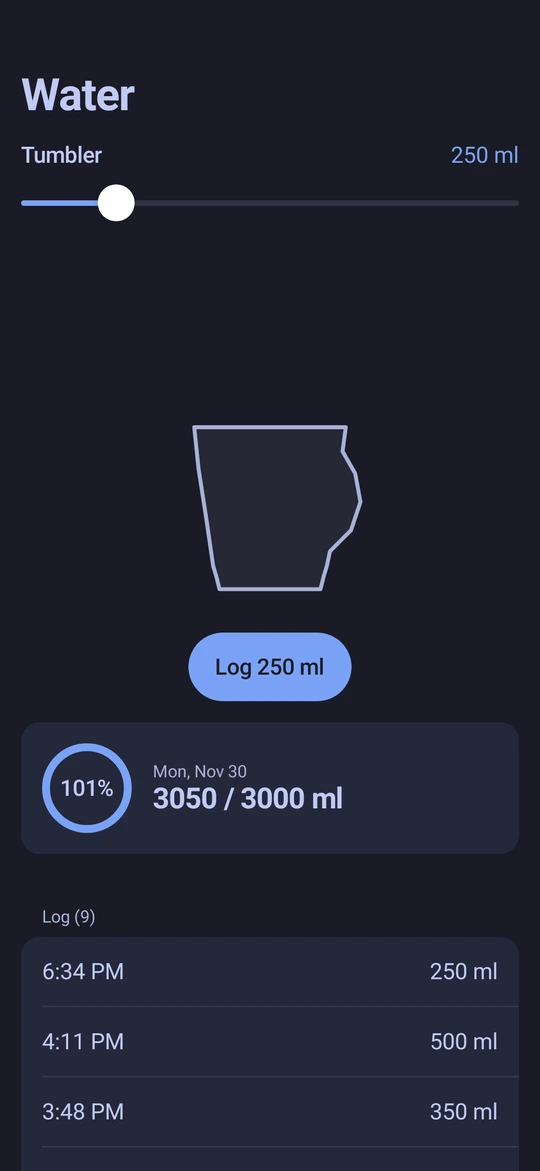 Water
Tumbler 250 ml
Log 250 ml
101%
Mon, Nov 30
3050 / 3000 ml
Log (9)
6:34 PM 250 ml
4:11 PM 500 ml
3:48 PM 350 ml